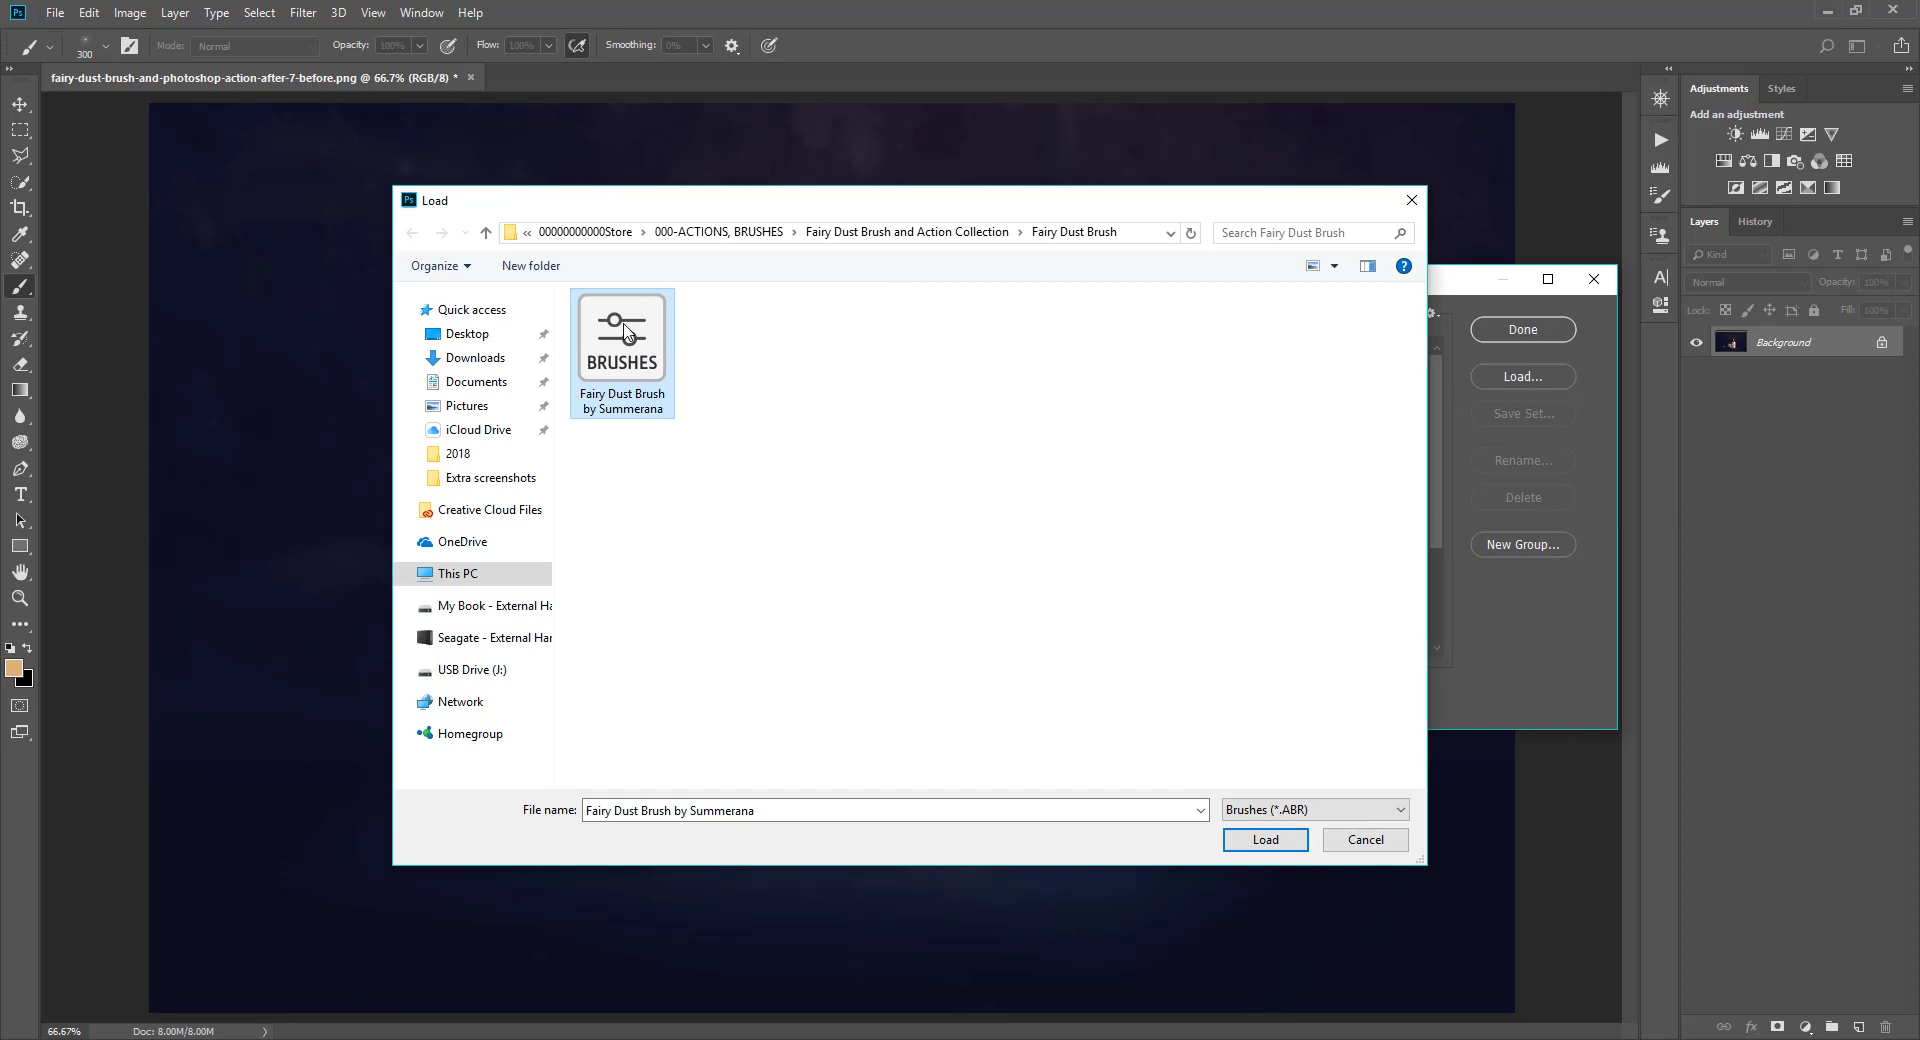 Ps File Edit Image Layer Type Select Filter 3D View Window Help
300 Mode: Normal Opacity: 100% Flow: 100% Smoothing: 0%
fairy-dust-brush-and-photoshop-action-after-7-before.png @ 66.7% (RGB/8) *
Adjustments Styles
Add an adjustment
Layers History
Kind
Normal Opacity: 100%
Lock: Fill: 100%
Background
Ps Load
« 00000000000Store › 000-ACTIONS, BRUSHES › Fairy Dust Brush and Action Collection › Fairy Dust Brush
Search Fairy Dust Brush
Organize New folder
Quick access
Desktop
Downloads
Documents
Pictures
iCloud Drive
2018
Extra screenshots
Creative Cloud Files
OneDrive
This PC
My Book - External Ha
Seagate - External Har
USB Drive (J:)
Network
Homegroup
BRUSHES
Fairy Dust Brush
by Summerana
File name: Fairy Dust Brush by Summerana Brushes (*.ABR)
Load Cancel
Done
Load...
Save Set...
Rename...
Delete
New Group...
66.67% Doc: 8.00M/8.00M